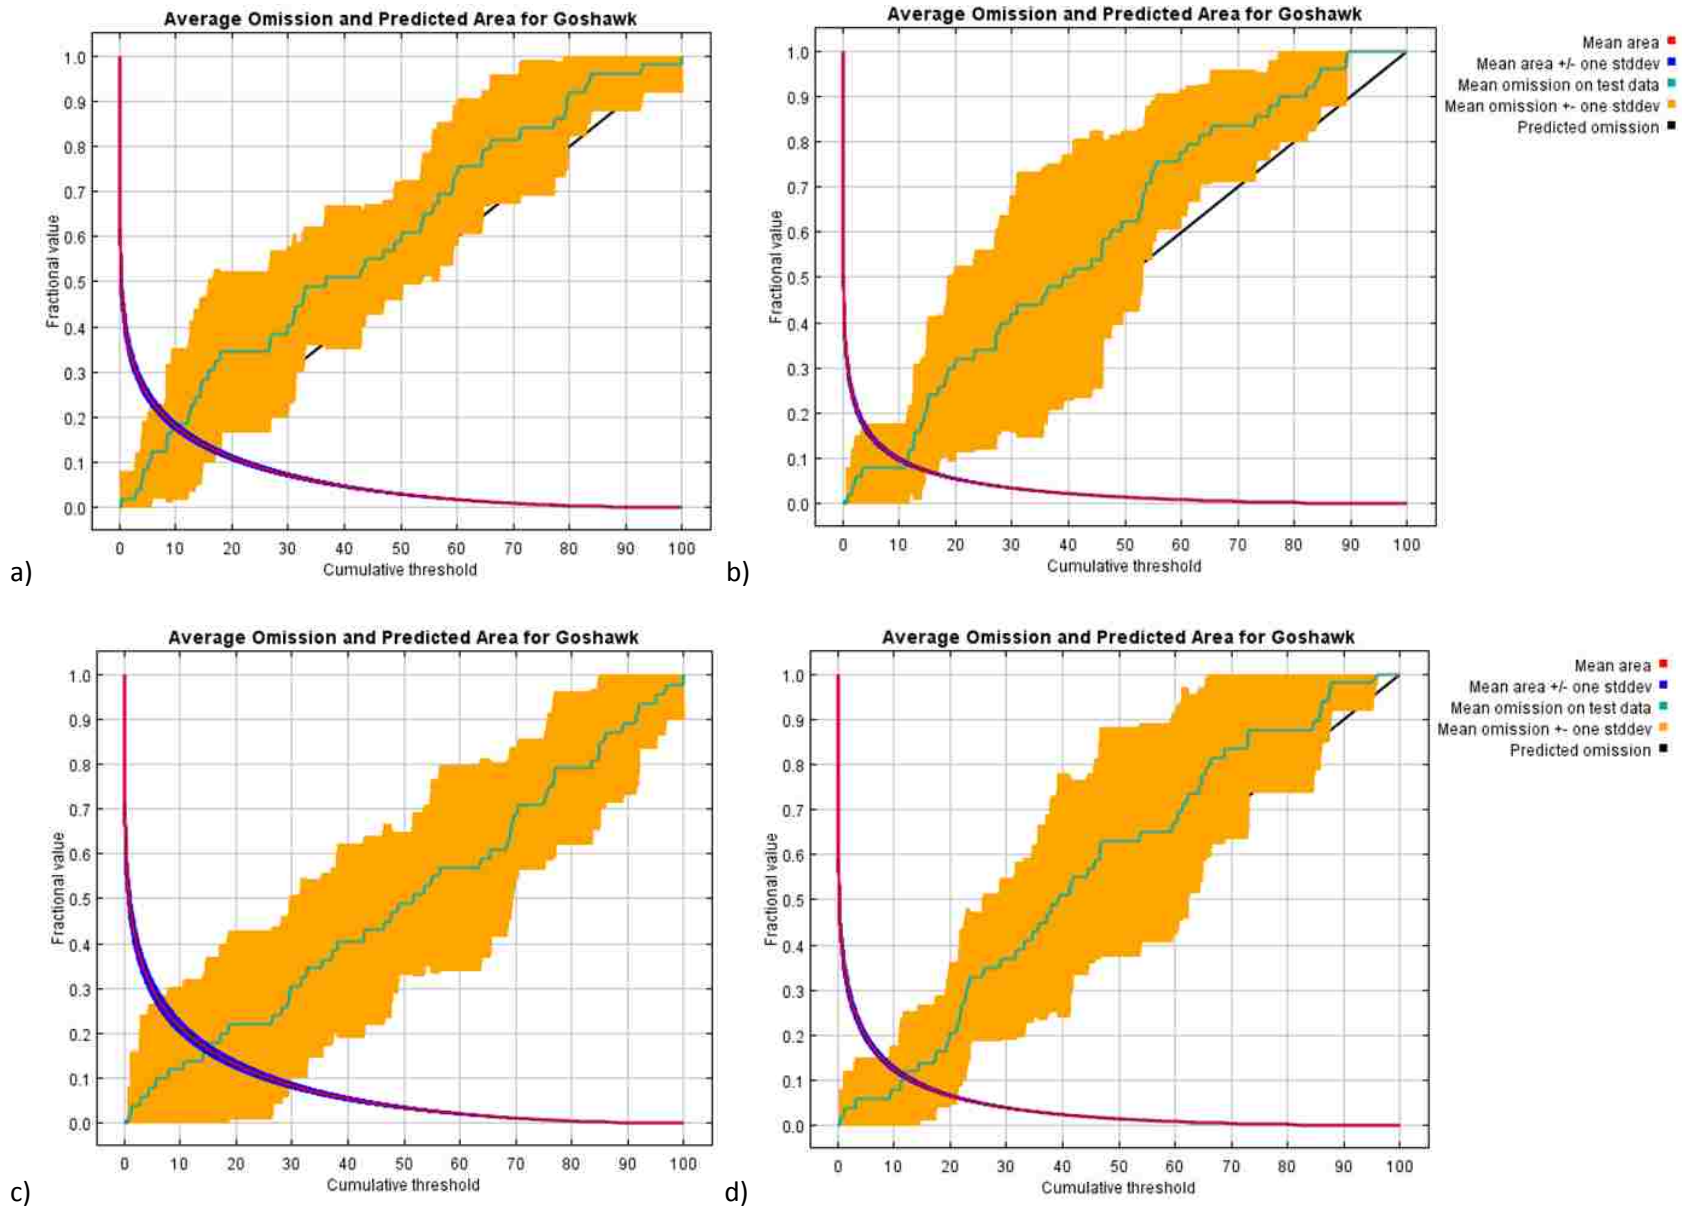 Average Omission and Predicted Area for Goshawk
1.0
0.9
0.8
0.7
0.6
0.5
0.4
0.3
0.2
0.1
0.0
Fractional value
0 10 20 30 40 50 60 70 80 90 100
Cumulative threshold
a)
Average Omission and Predicted Area for Goshawk
1.0
0.9
0.8
0.7
0.6
0.5
0.4
0.3
0.2
0.1
0.0
Fractional value
0 10 20 30 40 50 60 70 80 90 100
Cumulative threshold
b)
Mean area
Mean area +/- one stddev
Mean omission on test data
Mean omission +- one stddev
Predicted omission
Average Omission and Predicted Area for Goshawk
1.0
0.9
0.8
0.7
0.6
0.5
0.4
0.3
0.2
0.1
0.0
Fractional value
0 10 20 30 40 50 60 70 80 90 100
Cumulative threshold
c)
Average Omission and Predicted Area for Goshawk
1.0
0.9
0.8
0.7
0.6
0.5
0.4
0.3
0.2
0.1
0.0
Fractional value
0 10 20 30 40 50 60 70 80 90 100
Cumulative threshold
d)
Mean area
Mean area +/- one stddev
Mean omission on test data
Mean omission +- one stddev
Predicted omission